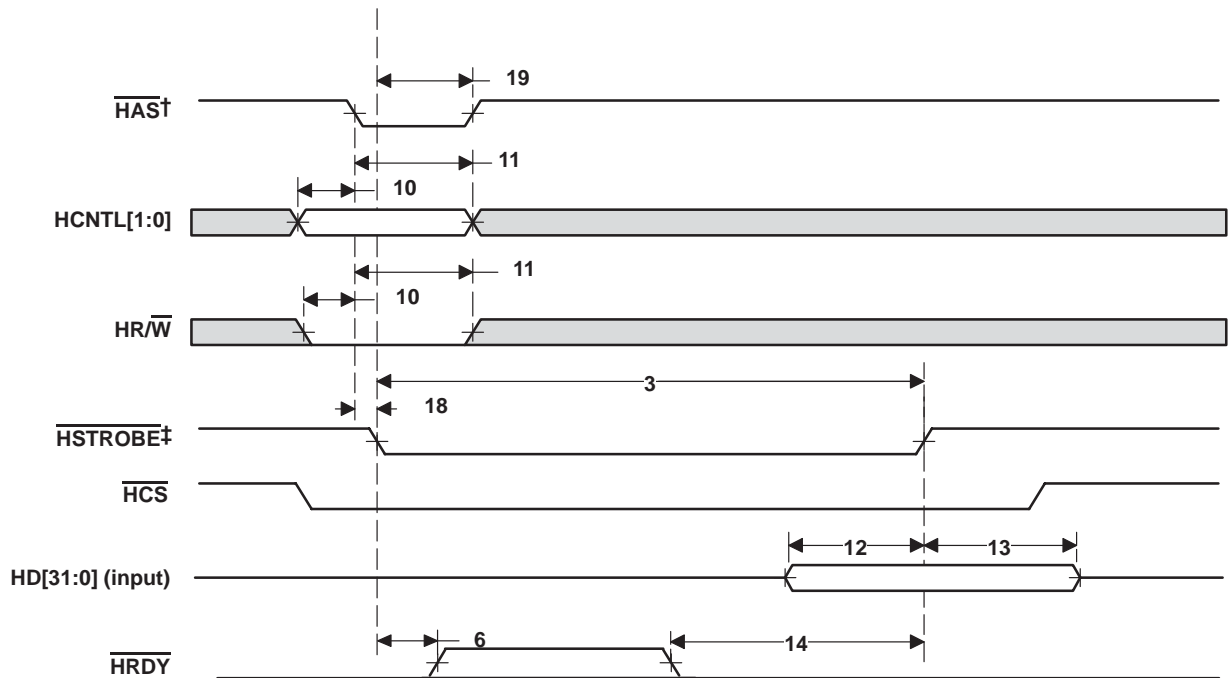 19
HAS†
11
10
HCNTL[1:0]
11
10
HR/W
3
18
HSTROBE‡
HCS
12 13
HD[31:0] (input)
6 14
HRDY